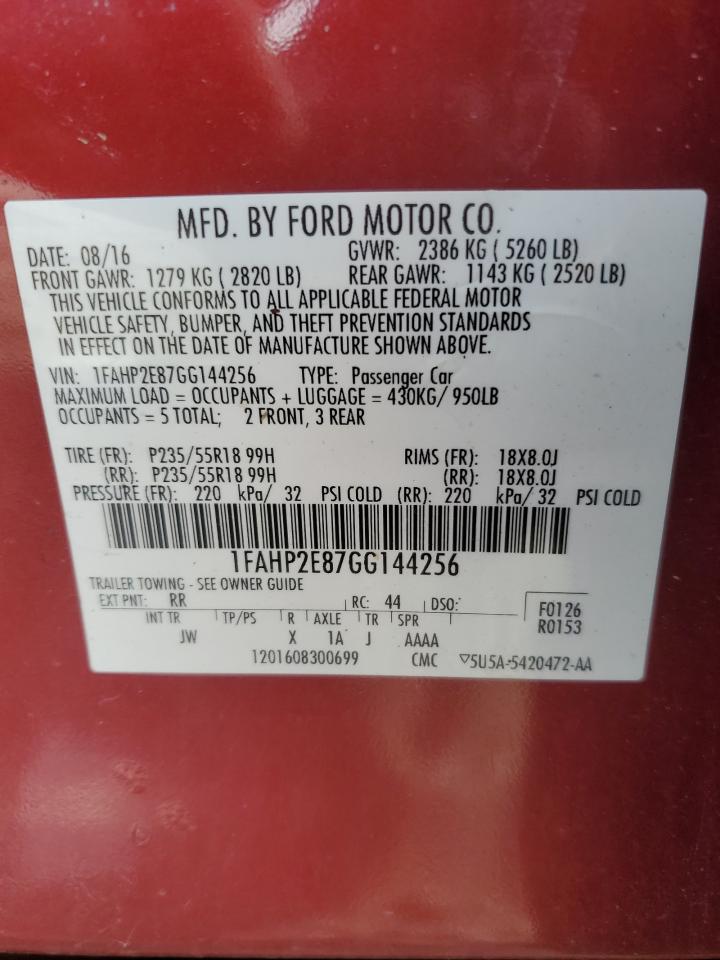 MFD. BY FORD MOTOR CO.
DATE: 08/16 GVWR: 2386 KG ( 5260 LB)
FRONT GAWR: 1279 KG ( 2820 LB) REAR GAWR: 1143 KG ( 2520 LB)
THIS VEHICLE CONFORMS TO ALL APPLICABLE FEDERAL MOTOR
VEHICLE SAFETY, BUMPER, AND THEFT PREVENTION STANDARDS
IN EFFECT ON THE DATE OF MANUFACTURE SHOWN ABOVE.
VIN: 1FAHP2E87GG144256 TYPE: Passenger Car
MAXIMUM LOAD = OCCUPANTS + LUGGAGE = 430KG/ 950LB
OCCUPANTS = 5 TOTAL; 2 FRONT, 3 REAR
TIRE (FR): P235/55R18 99H RIMS (FR): 18X8.0J
(RR): P235/55R18 99H (RR): 18X8.0J
PRESSURE (FR): 220 kPa/ 32 PSI COLD (RR): 220 kPa/ 32 PSI COLD
1FAHP2E87GG144256
TRAILER TOWING - SEE OWNER GUIDE
EXT PNT: RR RC: 44 DSO: F0126
INT TR TP/PS R AXLE TR SPR R0153
JW X 1A J AAAA
1201608300699 CMC ▽5U5A-5420472-AA